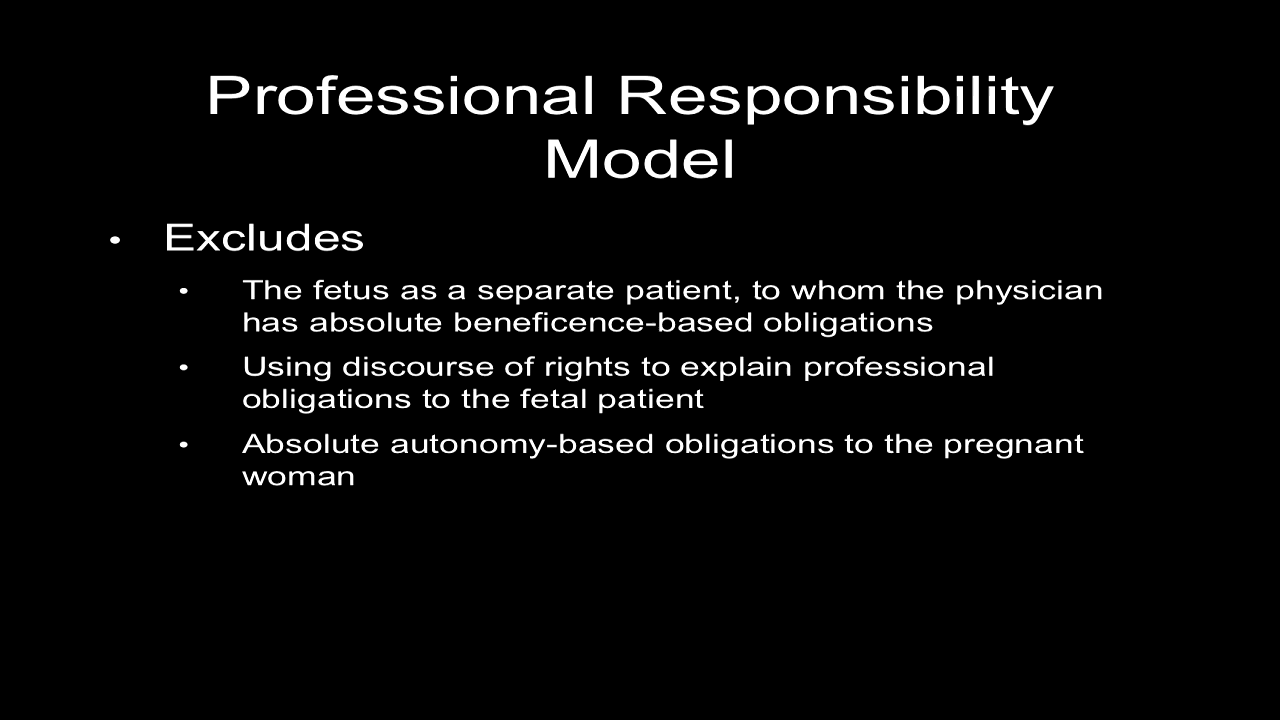 Professional Responsibility
Model
• Excludes
• The fetus as a separate patient, to whom the physician
has absolute beneficence-based obligations
• Using discourse of rights to explain professional
obligations to the fetal patient
• Absolute autonomy-based obligations to the pregnant
woman